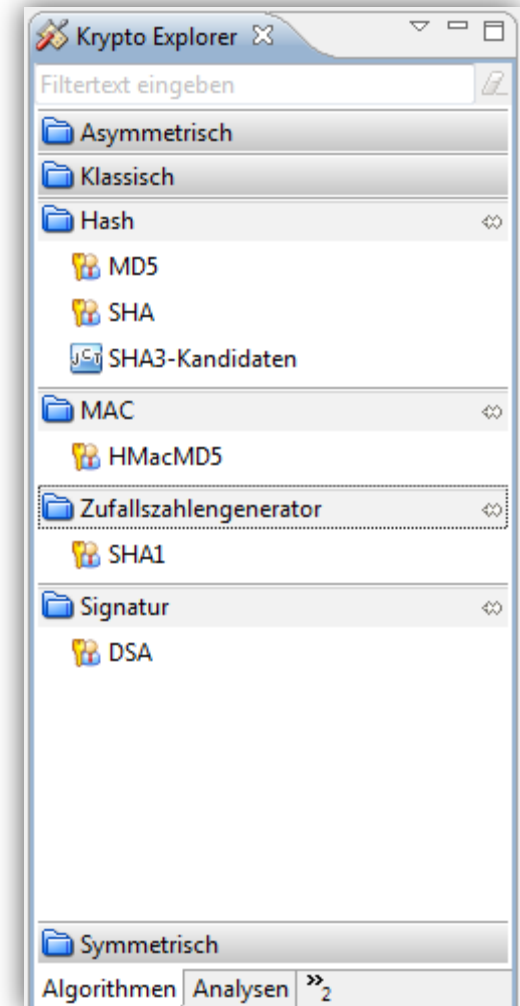 Krypto Explorer
Filtertext eingeben
Asymmetrisch
Klassisch
Hash
MD5
SHA
JCT SHA3-Kandidaten
MAC
HMacMD5
Zufallszahlengenerator
SHA1
Signatur
DSA
Symmetrisch
Algorithmen Analysen »2